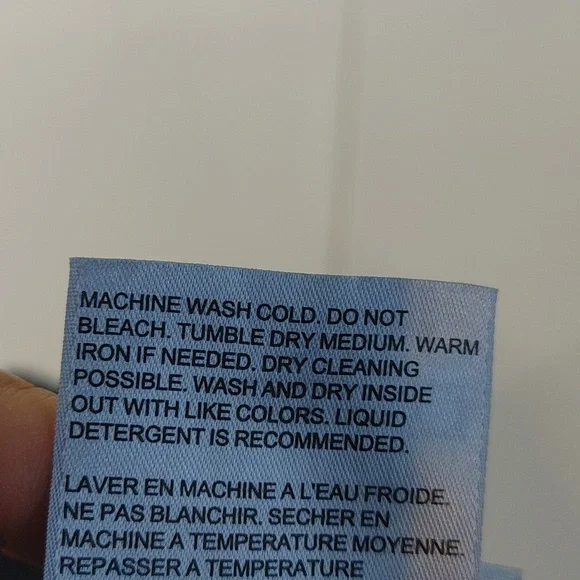 MACHINE WASH COLD. DO NOT
BLEACH. TUMBLE DRY MEDIUM. WARM
IRON IF NEEDED. DRY CLEANING
POSSIBLE. WASH AND DRY INSIDE
OUT WITH LIKE COLORS. LIQUID
DETERGENT IS RECOMMENDED.
LAVER EN MACHINE A L'EAU FROIDE.
NE PAS BLANCHIR. SECHER EN
MACHINE A TEMPERATURE MOYENNE.
REPASSER A TEMPERATURE